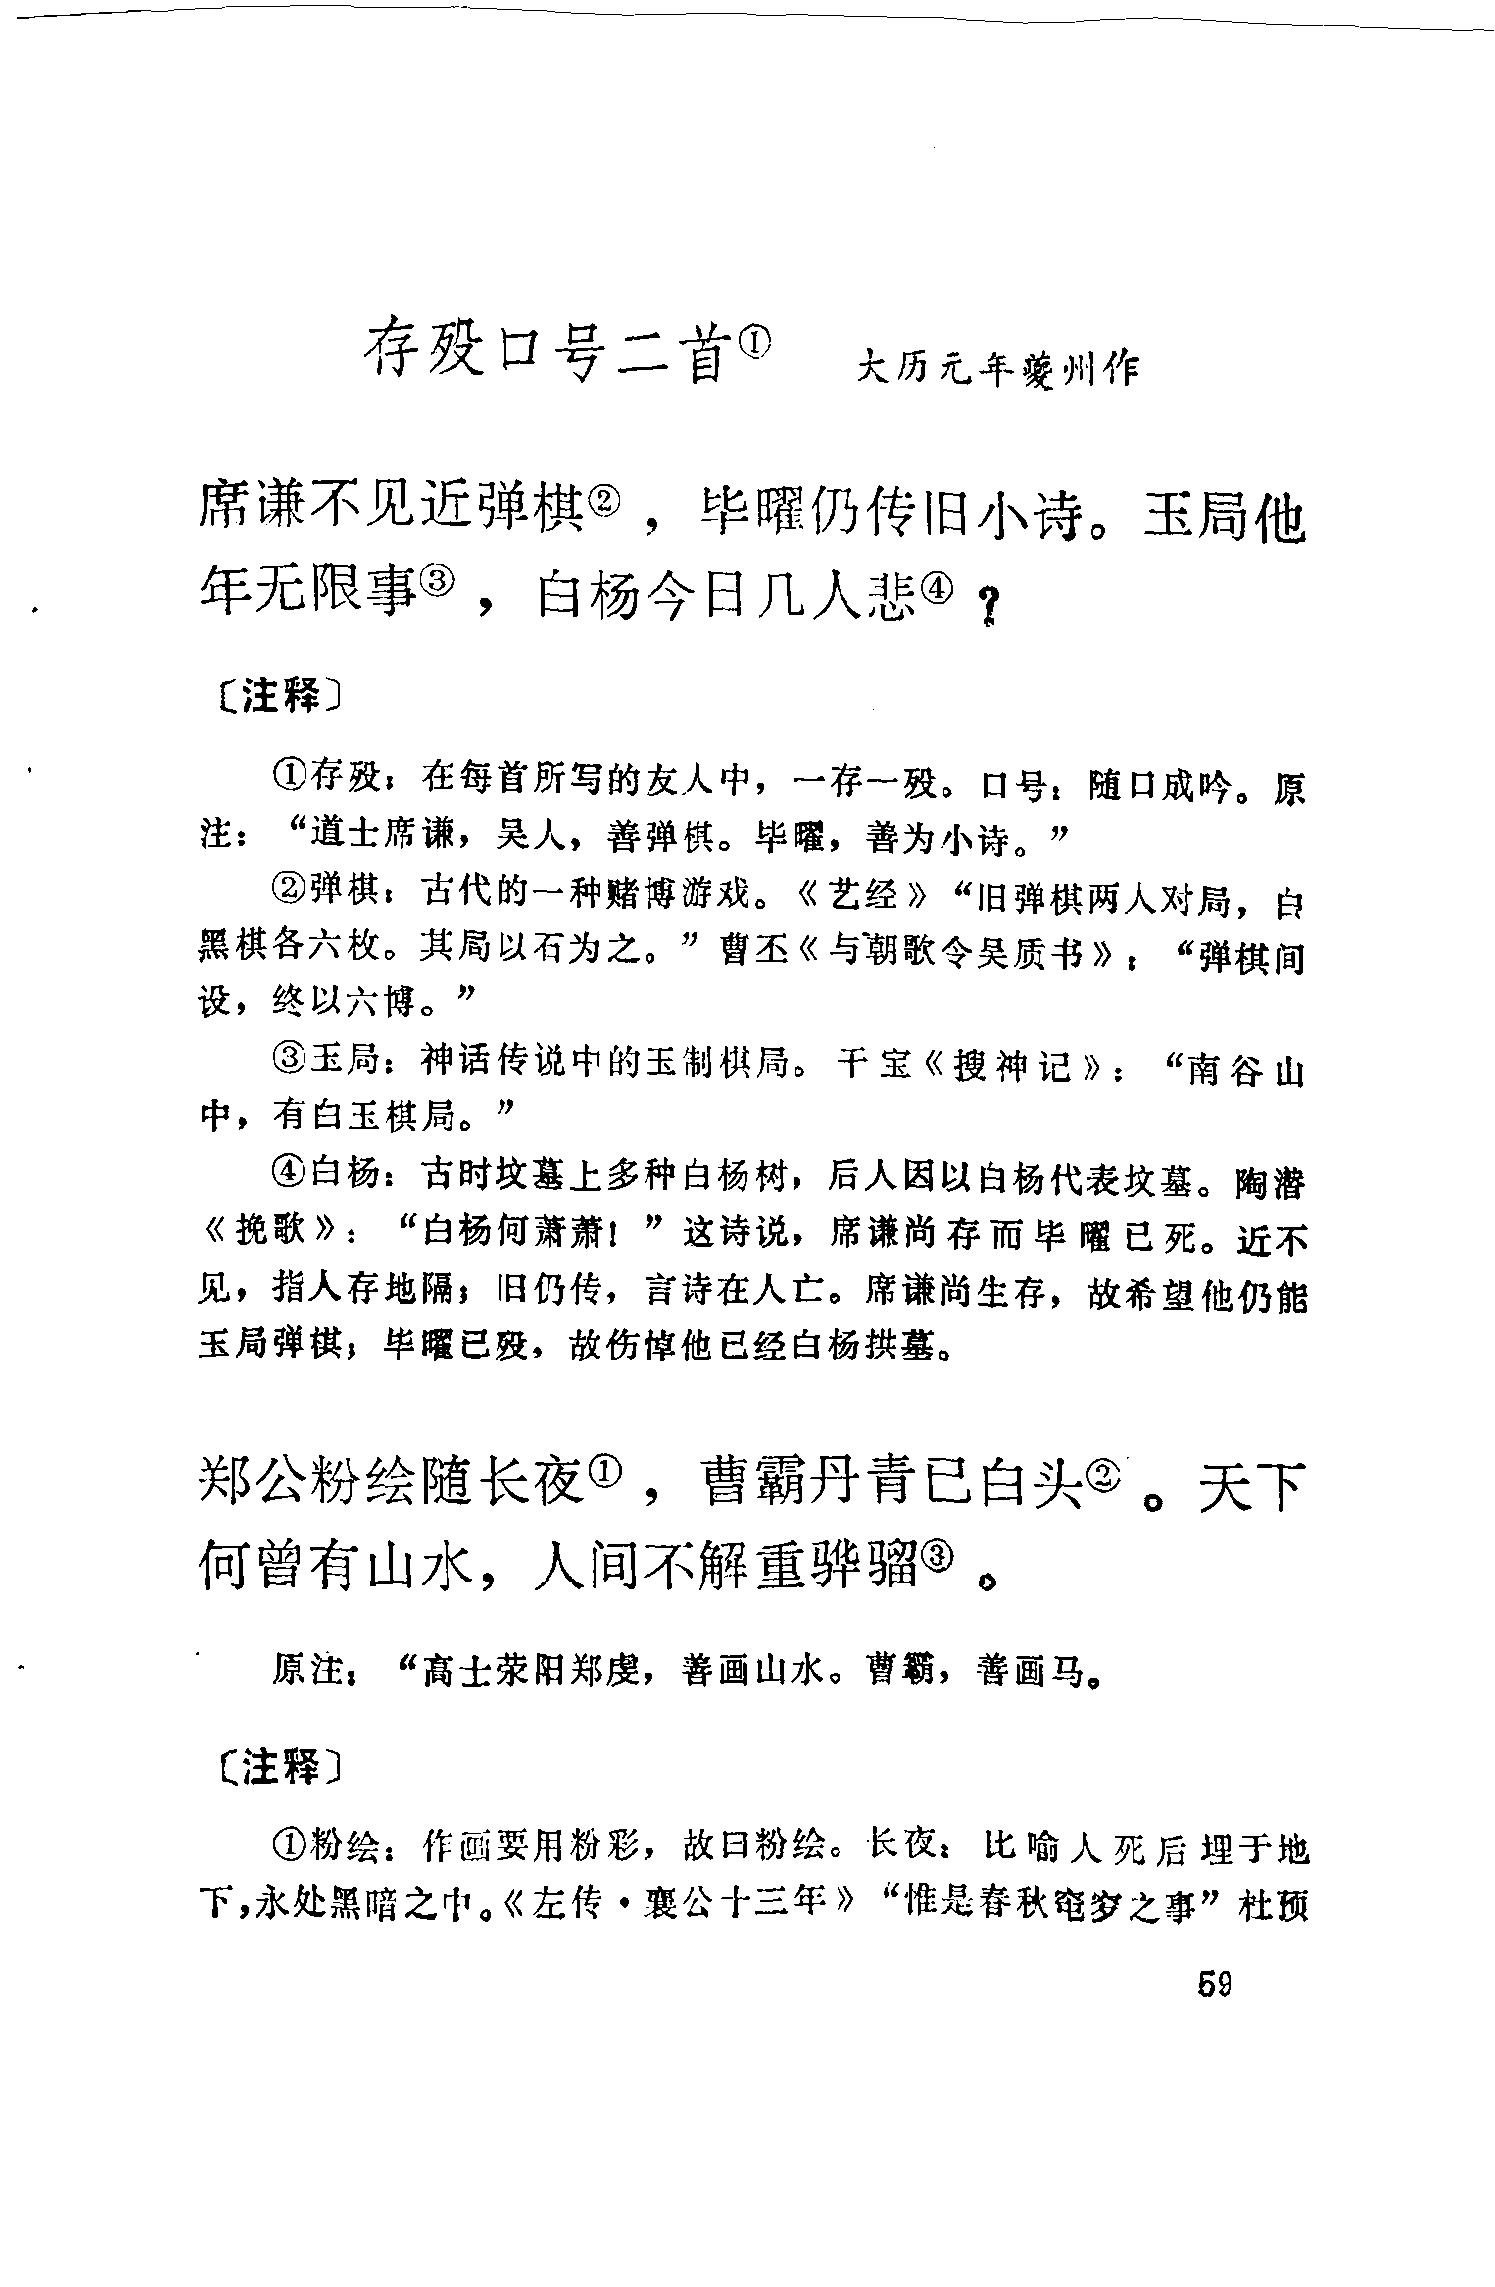 存殁口号二首① 大历元年夔州作
席谦不见近弹棋②，毕曜仍传旧小诗。玉局他
年无限事③，白杨今日几人悲④？
〔注释〕
①存殁：在每首所写的友人中，一存一殁。口号：随口成吟。原
注：“道士席谦，吴人，善弹棋。毕曜，善为小诗。”
②弹棋：古代的一种赌博游戏。《艺经》“旧弹棋两人对局，白
黑棋各六枚。其局以石为之。”曹丕《与朝歌令吴质书》：“弹棋间
设，终以六博。”
③玉局：神话传说中的玉制棋局。干宝《搜神记》：“南谷山
中，有白玉棋局。”
④白杨：古时坟墓上多种白杨树，后人因以白杨代表坟墓。陶潜
《挽歌》：“白杨何萧萧！”这诗说，席谦尚存而毕曜已死。近不
见，指人存地隔；旧仍传，言诗在人亡。席谦尚生存，故希望他仍能
玉局弹棋；毕曜已殁，故伤悼他已经白杨拱墓。
郑公粉绘随长夜①，曹霸丹青已白头②。天下
何曾有山水，人间不解重骅骝③。
原注：“高士荥阳郑虔，善画山水。曹霸，善画马。
〔注释〕
①粉绘：作画要用粉彩，故曰粉绘。长夜：比喻人死后埋于地
下，永处黑暗之中。《左传·襄公十三年》“惟是春秋窀穸之事”杜预
59